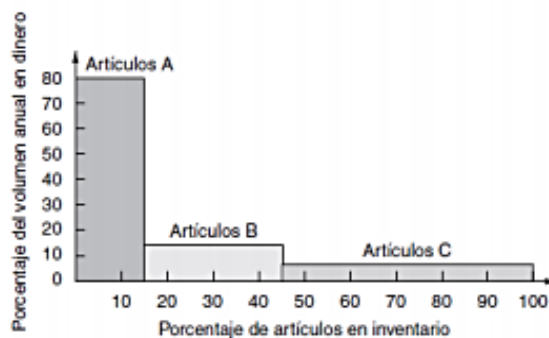 Porcentaje del volumen anual en dinero
Artículos A
80
70
60
50
40
30
20
10
0
Artículos B
Artículos C
10 20 30 40 50 60 70 80 90 100
Porcentaje de artículos en inventario